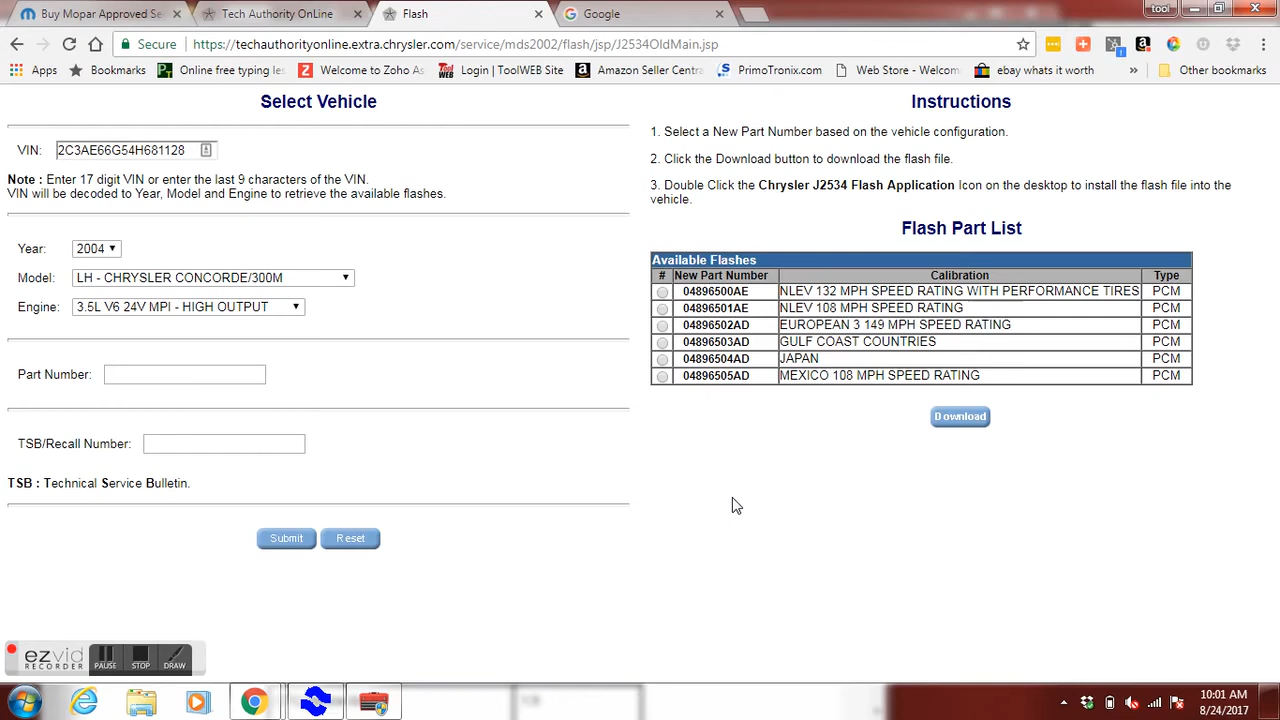 Buy Mopar Approved Se
Tech Authority OnLine
Flash
Google
tool
Secure
https://techauthorityonline.extra.chrysler.com/service/mds2002/flash/jsp/J2534OldMain.jsp
1
Apps
Bookmarks
Online free typing les
Welcome to Zoho As
TOOL WEB
Login | ToolWEB Site
Amazon Seller Centra
PrimoTronix.com
Web Store - Welcom
ebay whats it worth
»
Other bookmarks
Select Vehicle
VIN: 2C3AE66G54H681128
Note : Enter 17 digit VIN or enter the last 9 characters of the VIN.
VIN will be decoded to Year, Model and Engine to retrieve the available flashes.
Year: 2004
Model: LH - CHRYSLER CONCORDE/300M
Engine: 3.5L V6 24V MPI - HIGH OUTPUT
Part Number:
TSB/Recall Number:
TSB : Technical Service Bulletin.
Submit Reset
Instructions
1. Select a New Part Number based on the vehicle configuration.
2. Click the Download button to download the flash file.
3. Double Click the Chrysler J2534 Flash Application Icon on the desktop to install the flash file into the
vehicle.
Flash Part List
Available Flashes
# New Part Number Calibration Type
04896500AE NLEV 132 MPH SPEED RATING WITH PERFORMANCE TIRES PCM
04896501AE NLEV 108 MPH SPEED RATING PCM
04896502AD EUROPEAN 3 149 MPH SPEED RATING PCM
04896503AD GULF COAST COUNTRIES PCM
04896504AD JAPAN PCM
04896505AD MEXICO 108 MPH SPEED RATING PCM
Download
ezvid
RECORDER
PAUSE STOP DRAW
10:01 AM
8/24/2017